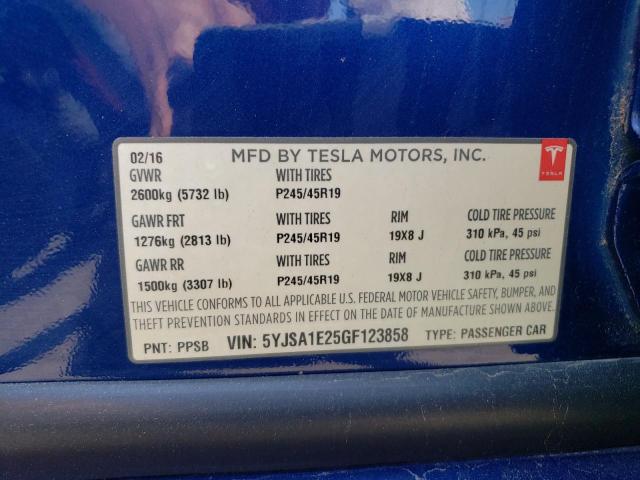 02/16 MFD BY TESLA MOTORS, INC.
GVWR WITH TIRES
2600kg (5732 lb) P245/45R19
TESLA
GAWR FRT WITH TIRES RIM COLD TIRE PRESSURE
1276kg (2813 lb) P245/45R19 19X8 J 310 kPa, 45 psi
GAWR RR WITH TIRES RIM COLD TIRE PRESSURE
1500kg (3307 lb) P245/45R19 19X8 J 310 kPa, 45 psi
THIS VEHICLE CONFORMS TO ALL APPLICABLE U.S. FEDERAL MOTOR VEHICLE SAFETY, BUMPER, AND
THEFT PREVENTION STANDARDS IN EFFECT ON THE DATE OF MANUFACTURE SHOWN ABOVE.
PNT: PPSB VIN: 5YJSA1E25GF123858 TYPE: PASSENGER CAR